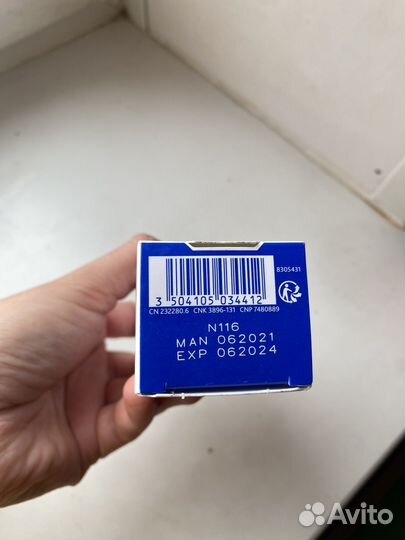 8305431
3 504105 034412
CN 232280.6 CNK 3896-131 CNP 7480889
N116
MAN 062021
EXP 062024
Avito